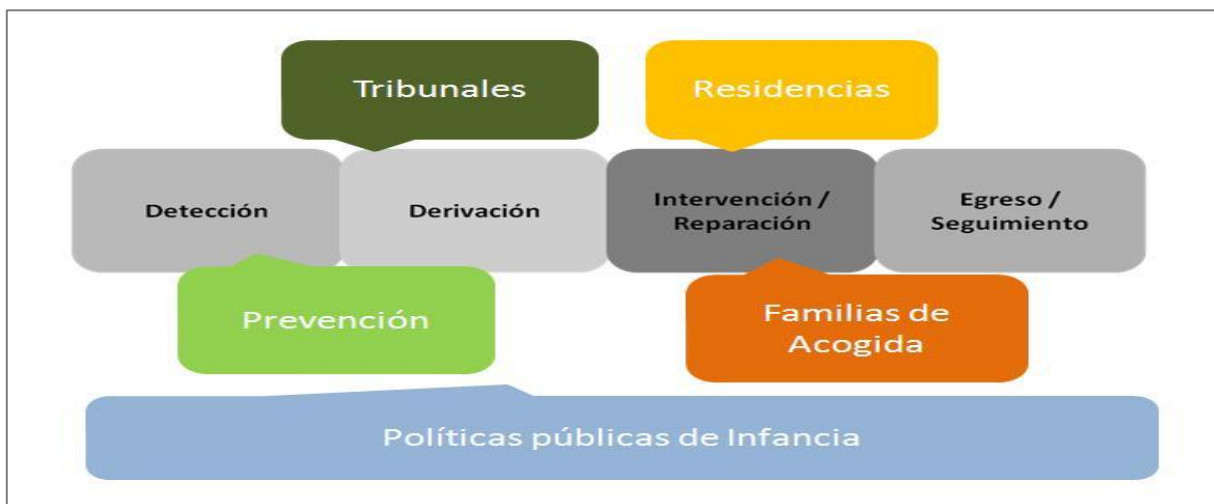 Tribunales
Residencias
Detección
Derivación
Intervención /
Reparación
Egreso /
Seguimiento
Prevención
Familias de
Acogida
Políticas públicas de Infancia